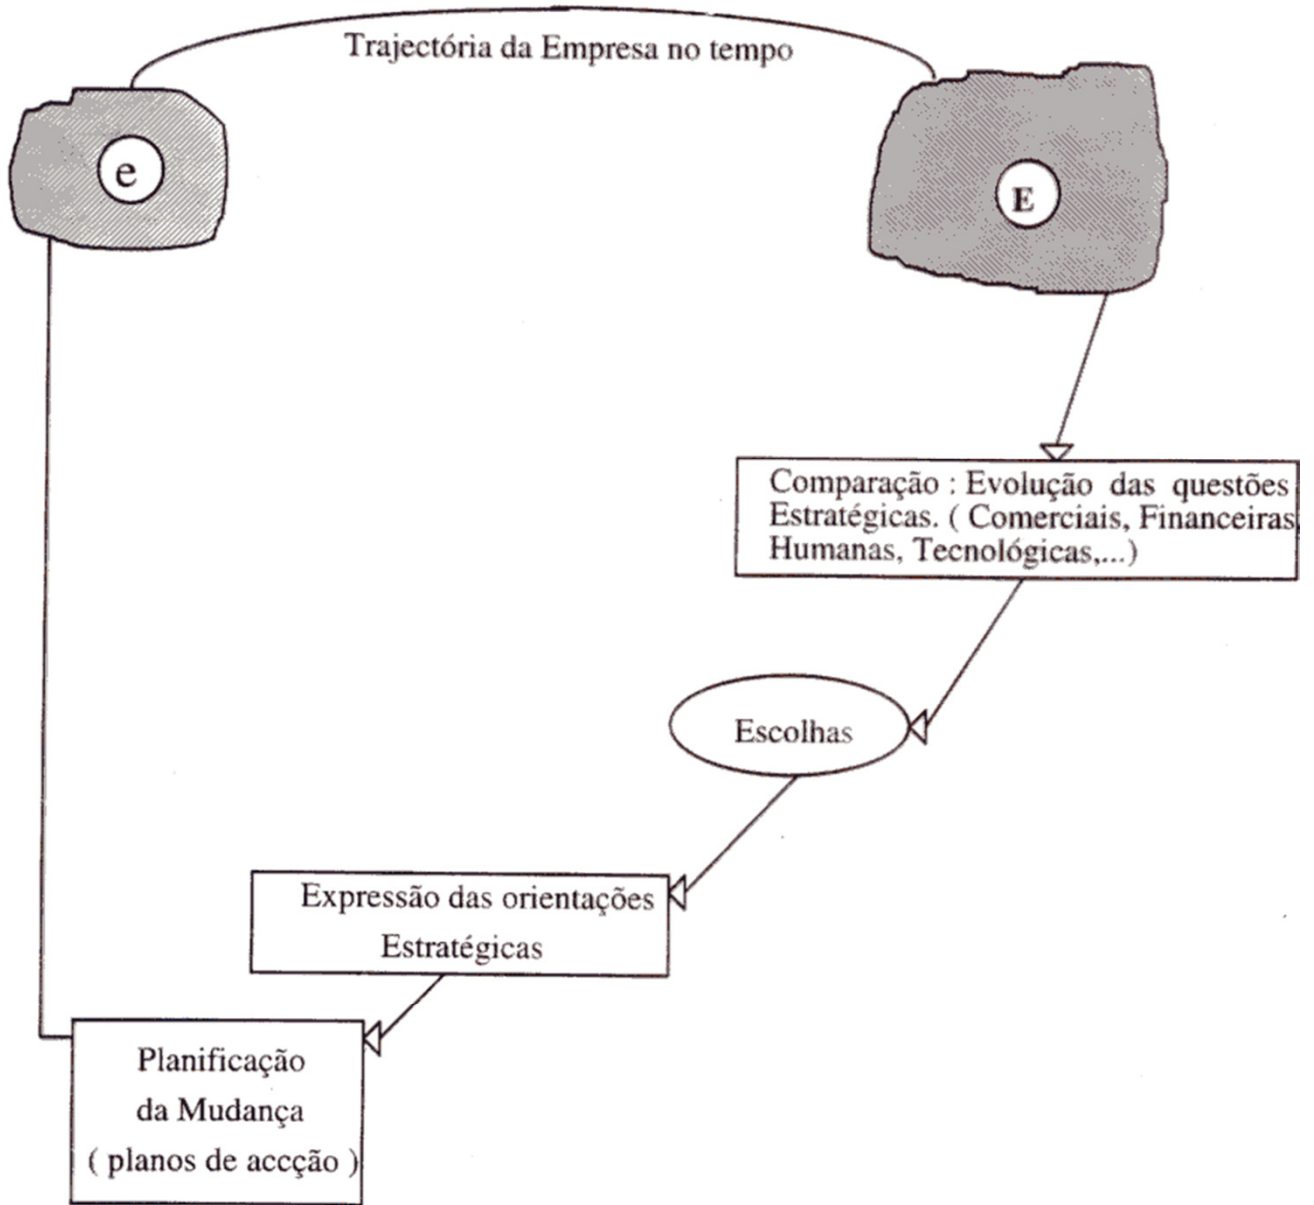 Trajectória da Empresa no tempo
e
E
Comparação : Evolução das questões
Estratégicas. ( Comerciais, Financeiras,
Humanas, Tecnológicas,...)
Escolhas
Expressão das orientações
Estratégicas
Planificação
da Mudança
( planos de accção )